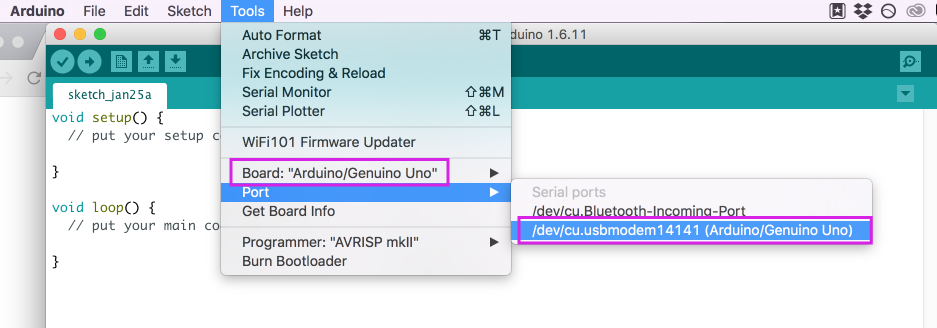 Arduino File Edit Sketch Tools Help
Auto Format ⌘T
Archive Sketch
Fix Encoding & Reload
Serial Monitor ⇧⌘M
Serial Plotter ⇧⌘L
WiFi101 Firmware Updater
Board: "Arduino/Genuino Uno"
Port
Get Board Info
Programmer: "AVRISP mkII"
Burn Bootloader
Serial ports
/dev/cu.Bluetooth-Incoming-Port
/dev/cu.usbmodem14141 (Arduino/Genuino Uno)
duino 1.6.11
sketch_jan25a
void setup() {
// put your setup c
}
void loop() {
// put your main co
}